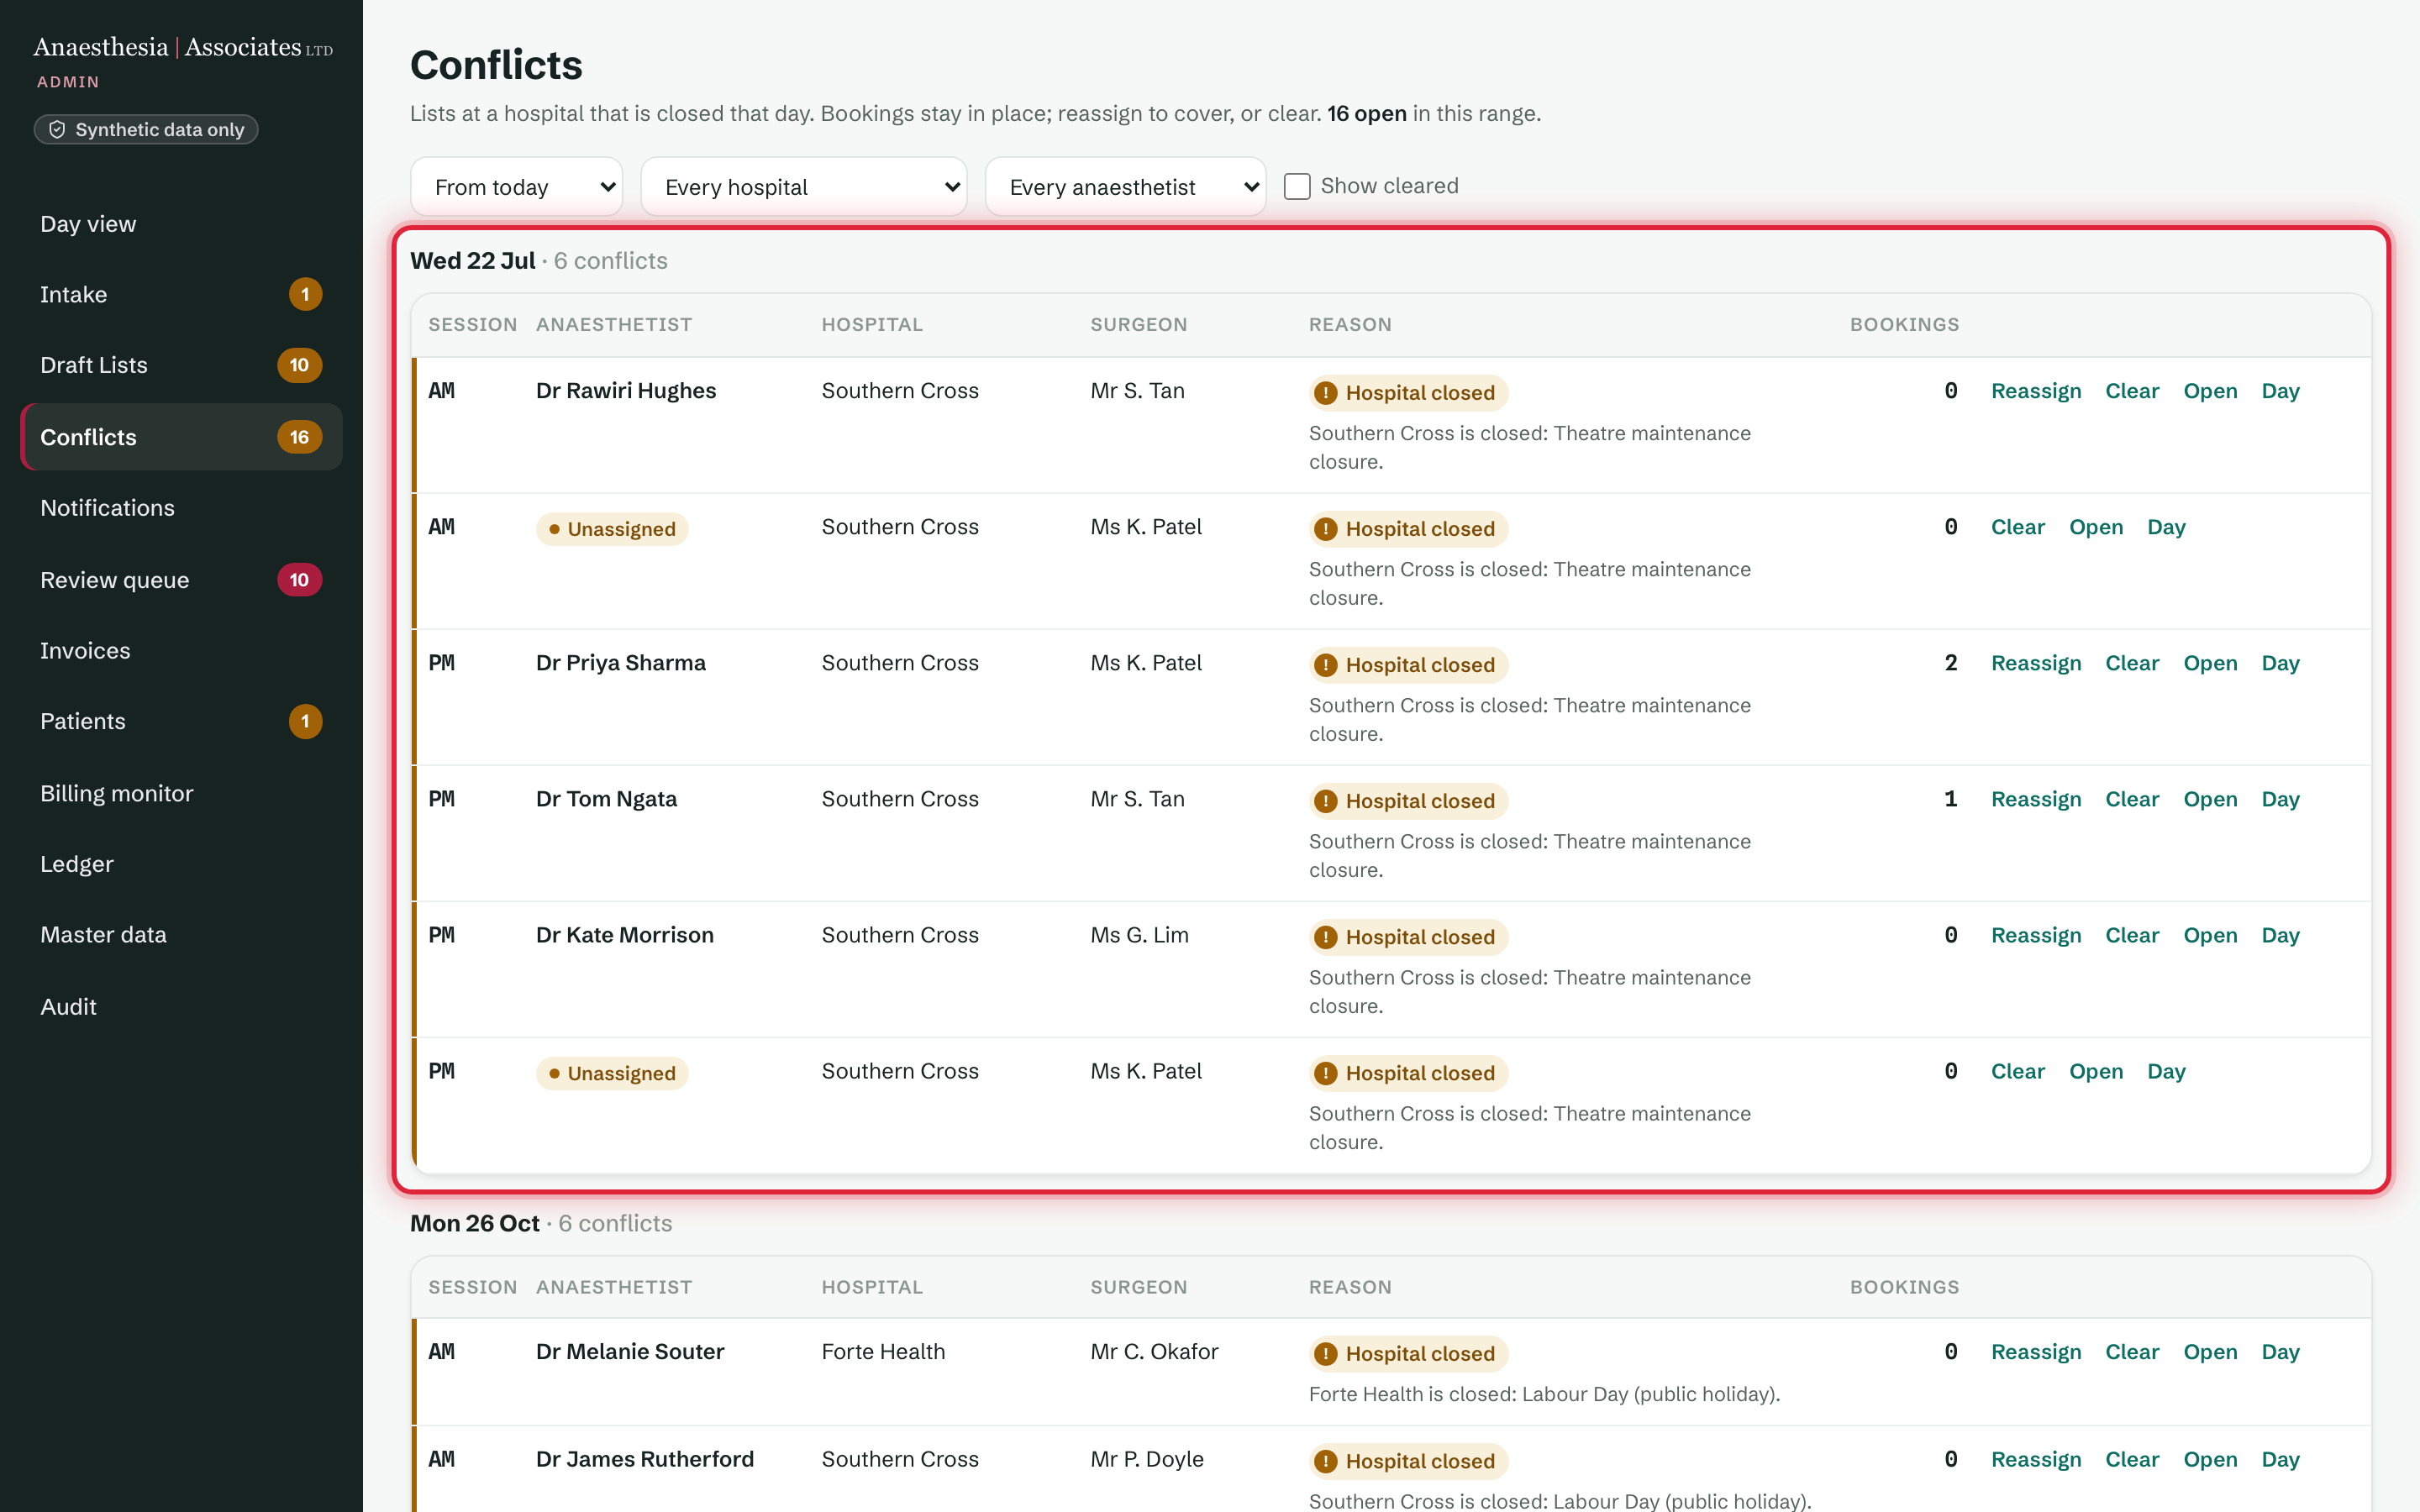 Anaesthesia | Associates LTD
ADMIN
Synthetic data only
Day view
Intake 1
Draft Lists 10
Conflicts 16
Notifications
Review queue 10
Invoices
Patients 1
Billing monitor
Ledger
Master data
Audit
Conflicts
Lists at a hospital that is closed that day. Bookings stay in place; reassign to cover, or clear. 16 open in this range.
From today Every hospital Every anaesthetist Show cleared
Wed 22 Jul · 6 conflicts
SESSION ANAESTHETIST HOSPITAL SURGEON REASON BOOKINGS
AM Dr Rawiri Hughes Southern Cross Mr S. Tan ! Hospital closed 0 Reassign Clear Open Day
Southern Cross is closed: Theatre maintenance
closure.
AM Unassigned Southern Cross Ms K. Patel ! Hospital closed 0 Clear Open Day
Southern Cross is closed: Theatre maintenance
closure.
PM Dr Priya Sharma Southern Cross Ms K. Patel ! Hospital closed 2 Reassign Clear Open Day
Southern Cross is closed: Theatre maintenance
closure.
PM Dr Tom Ngata Southern Cross Mr S. Tan ! Hospital closed 1 Reassign Clear Open Day
Southern Cross is closed: Theatre maintenance
closure.
PM Dr Kate Morrison Southern Cross Ms G. Lim ! Hospital closed 0 Reassign Clear Open Day
Southern Cross is closed: Theatre maintenance
closure.
PM Unassigned Southern Cross Ms K. Patel ! Hospital closed 0 Clear Open Day
Southern Cross is closed: Theatre maintenance
closure.
Mon 26 Oct · 6 conflicts
SESSION ANAESTHETIST HOSPITAL SURGEON REASON BOOKINGS
AM Dr Melanie Souter Forte Health Mr C. Okafor ! Hospital closed 0 Reassign Clear Open Day
Forte Health is closed: Labour Day (public holiday).
AM Dr James Rutherford Southern Cross Mr P. Doyle ! Hospital closed 0 Reassign Clear Open Day
Southern Cross is closed: Labour Day (public holiday).